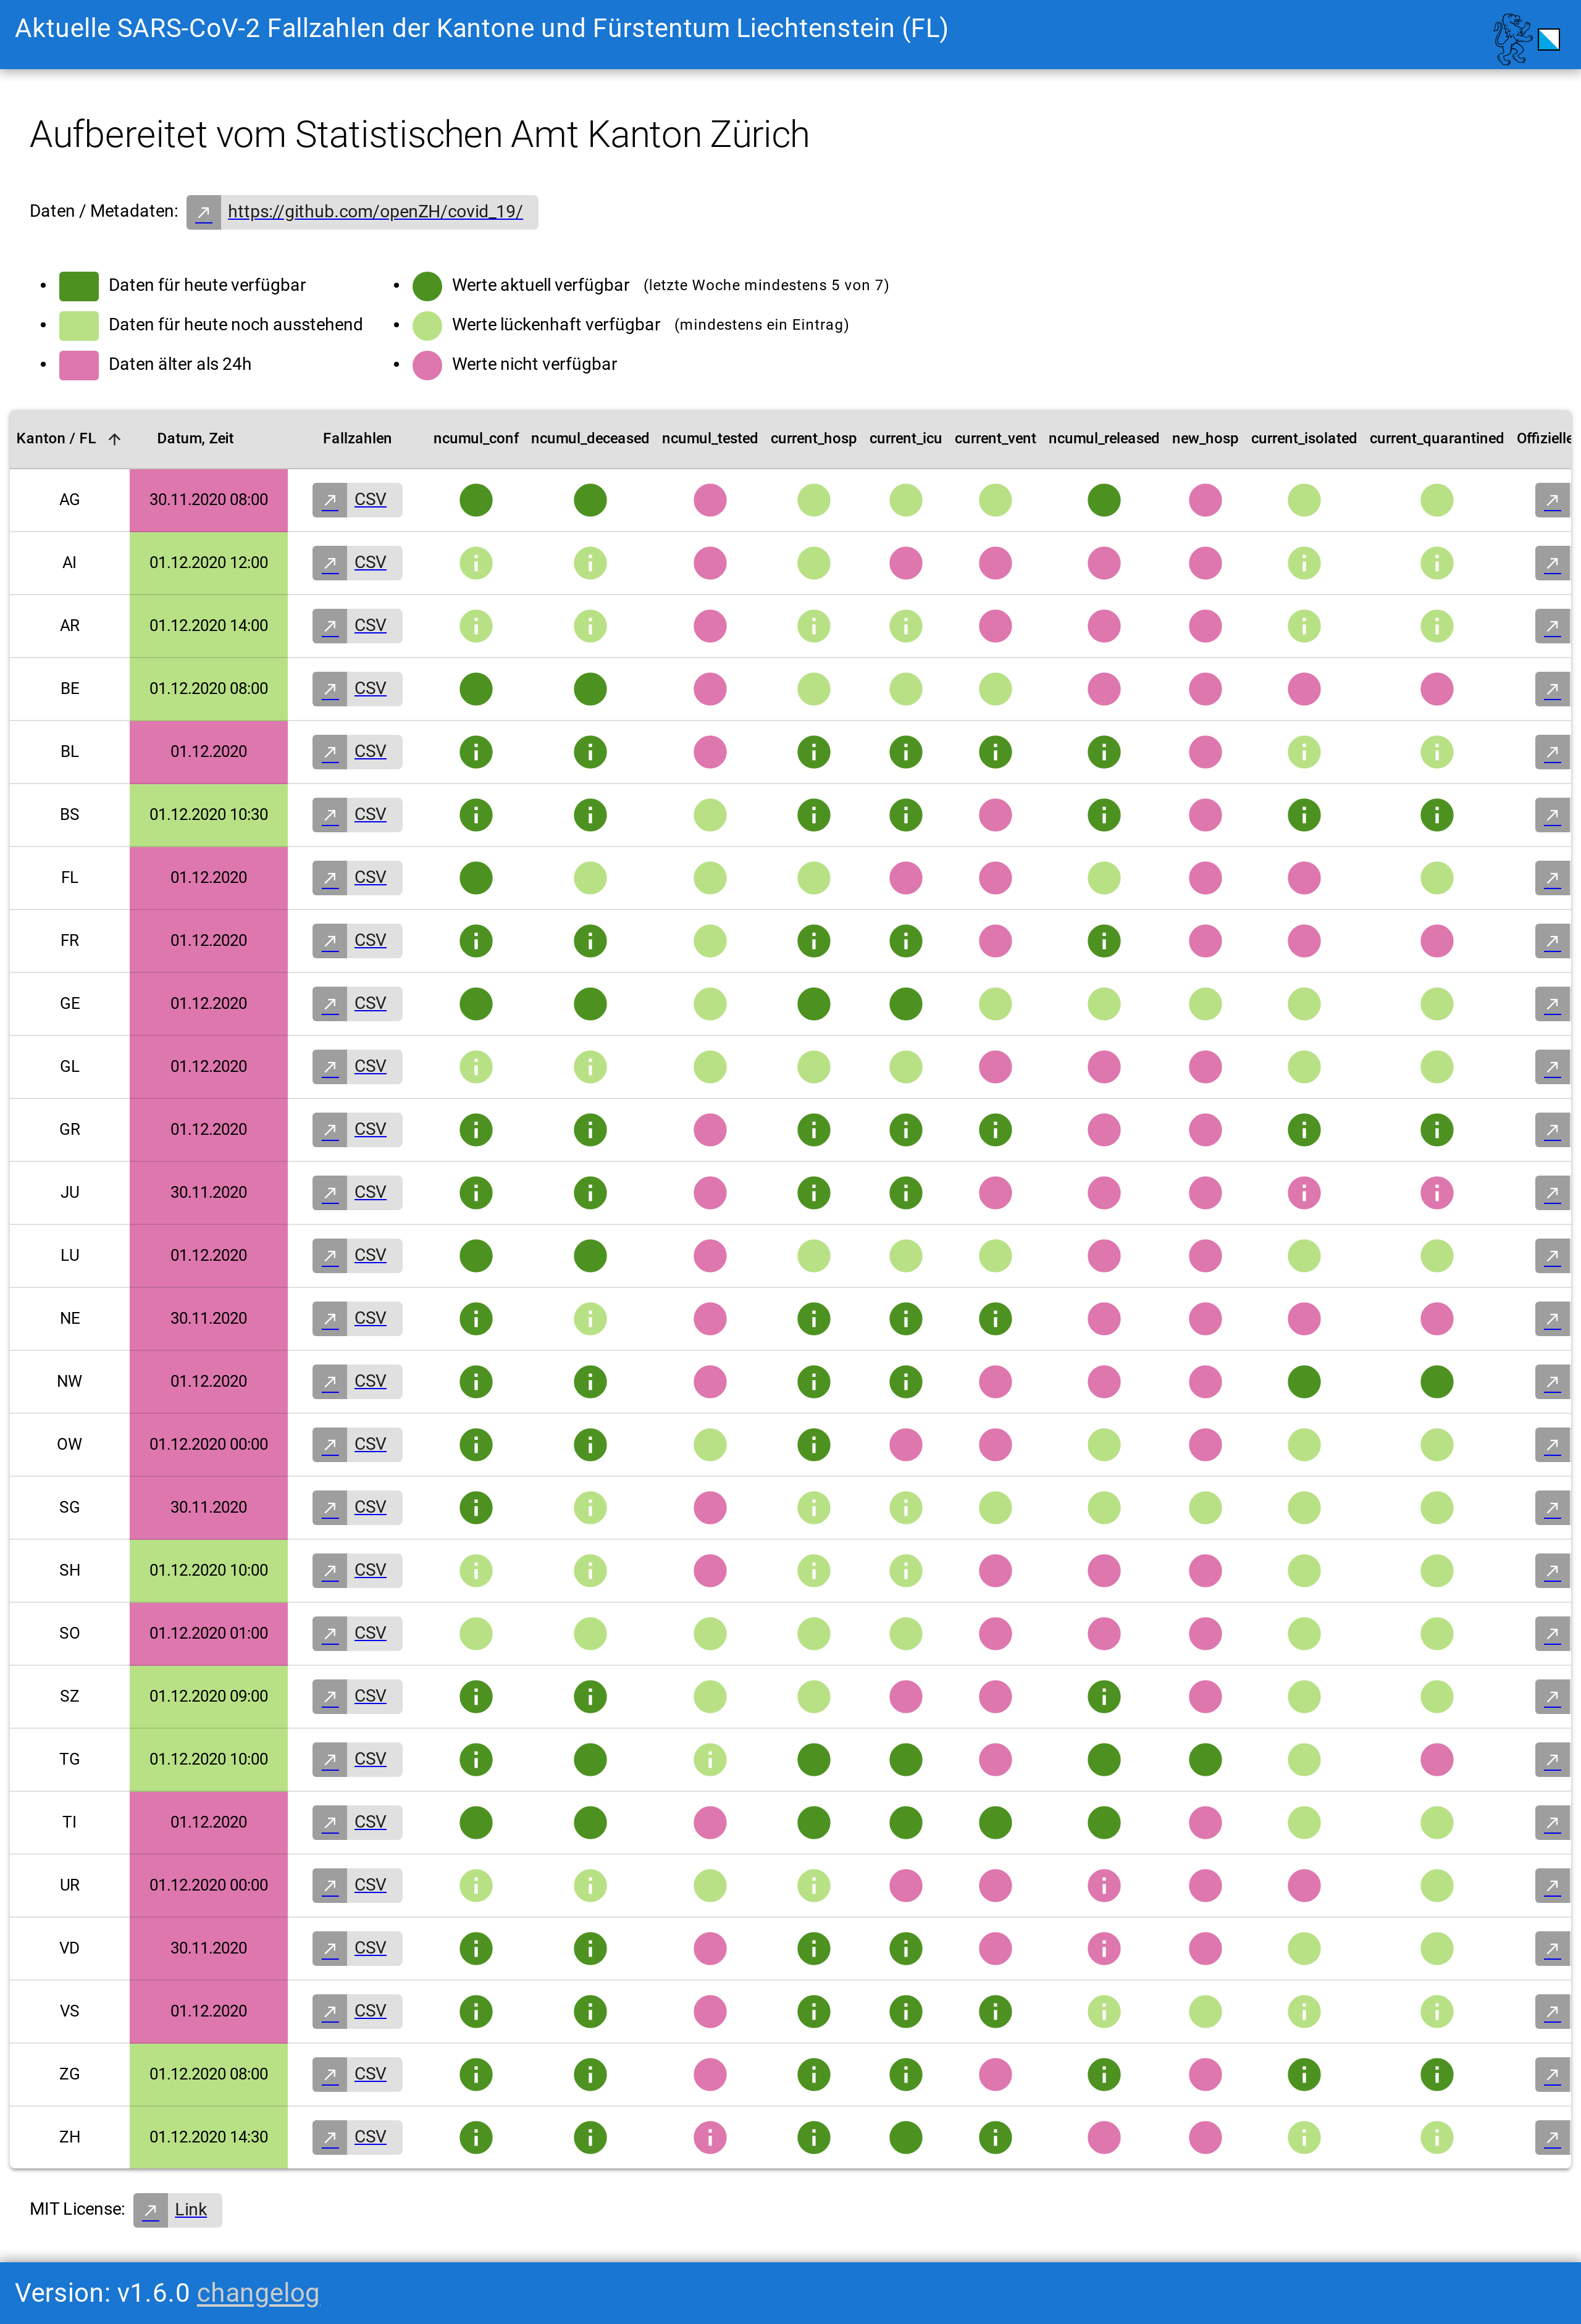 Aktuelle SARS-CoV-2 Fallzahlen der Kantone und Fürstentum Liechtenstein (FL)
Aufbereitet vom Statistischen Amt Kanton Zürich
Daten / Metadaten: https://github.com/openZH/covid_19/
Daten für heute verfügbar
Daten für heute noch ausstehend
Daten älter als 24h
Werte aktuell verfügbar (letzte Woche mindestens 5 von 7)
Werte lückenhaft verfügbar (mindestens ein Eintrag)
Werte nicht verfügbar
Kanton / FL Datum, Zeit Fallzahlen ncumul_conf ncumul_deceased ncumul_tested current_hosp current_icu current_vent ncumul_released new_hosp current_isolated current_quarantined Offizielle
AG 30.11.2020 08:00 CSV
AI 01.12.2020 12:00 CSV
AR 01.12.2020 14:00 CSV
BE 01.12.2020 08:00 CSV
BL 01.12.2020 CSV
BS 01.12.2020 10:30 CSV
FL 01.12.2020 CSV
FR 01.12.2020 CSV
GE 01.12.2020 CSV
GL 01.12.2020 CSV
GR 01.12.2020 CSV
JU 30.11.2020 CSV
LU 01.12.2020 CSV
NE 30.11.2020 CSV
NW 01.12.2020 CSV
OW 01.12.2020 00:00 CSV
SG 30.11.2020 CSV
SH 01.12.2020 10:00 CSV
SO 01.12.2020 01:00 CSV
SZ 01.12.2020 09:00 CSV
TG 01.12.2020 10:00 CSV
TI 01.12.2020 CSV
UR 01.12.2020 00:00 CSV
VD 30.11.2020 CSV
VS 01.12.2020 CSV
ZG 01.12.2020 08:00 CSV
ZH 01.12.2020 14:30 CSV
MIT License: Link
Version: v1.6.0 changelog